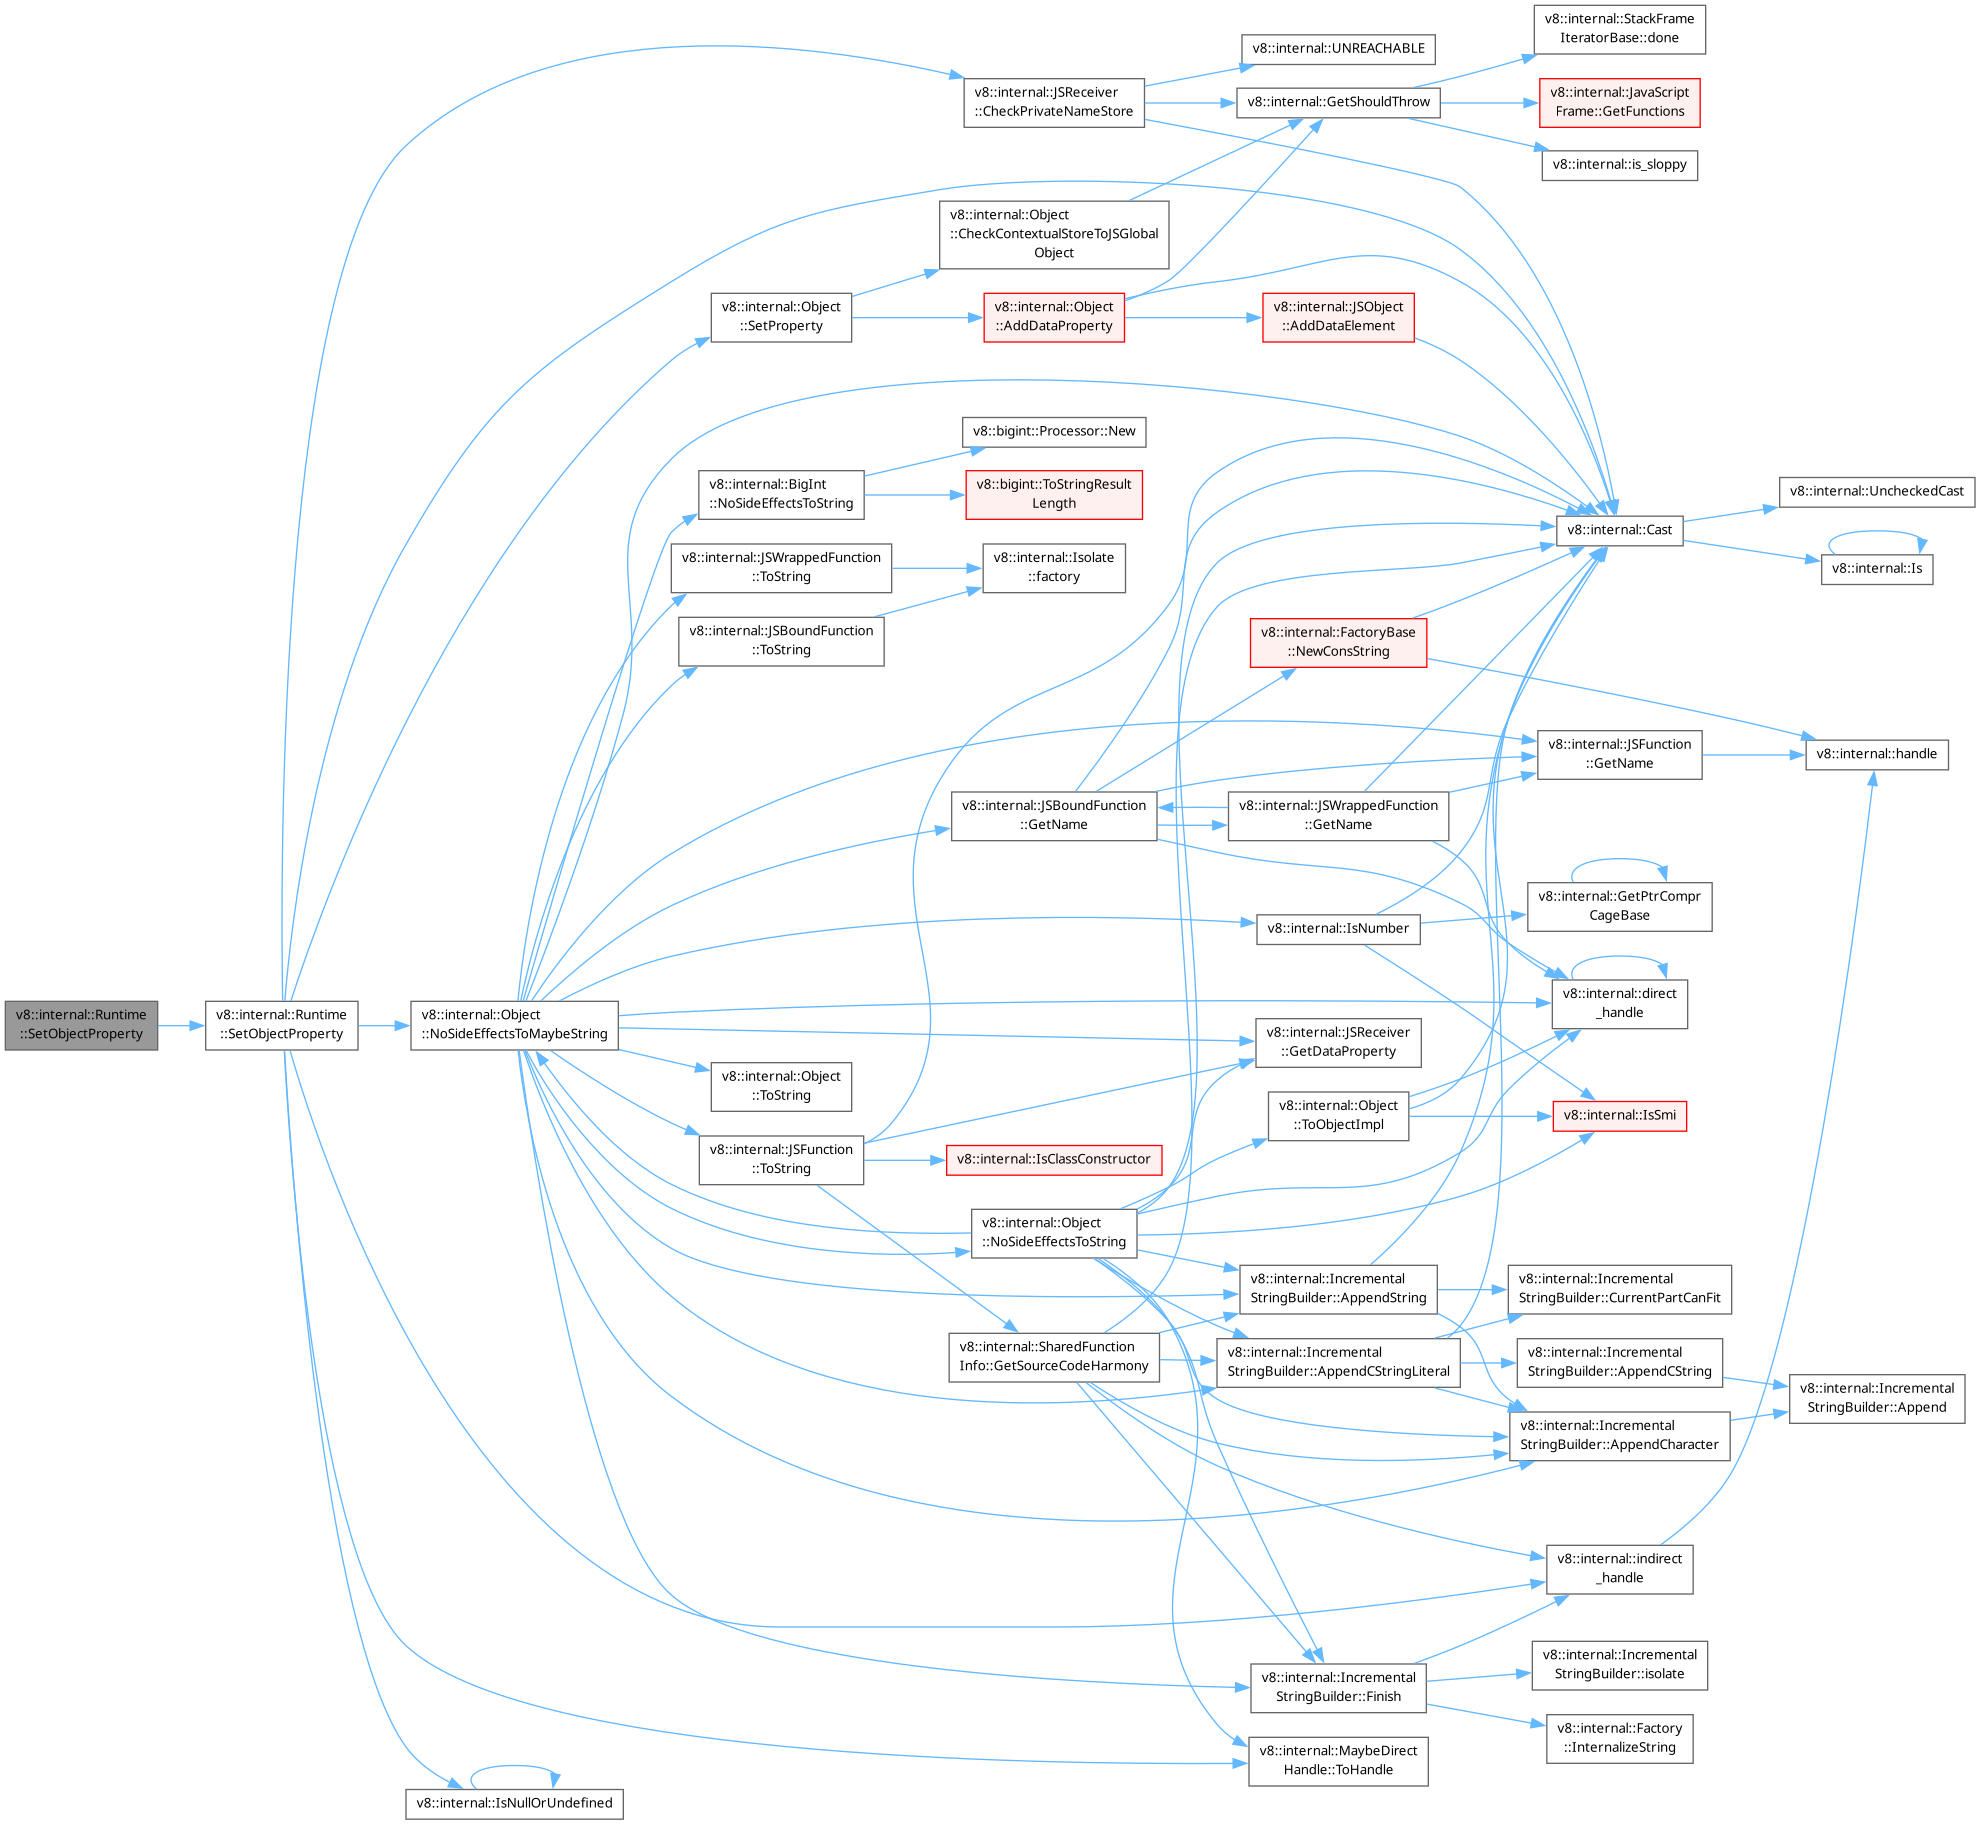 v8::internal::Runtime
::SetObjectProperty
v8::internal::Runtime
::SetObjectProperty
v8::internal::JSReceiver
::CheckPrivateNameStore
v8::internal::UNREACHABLE
v8::internal::GetShouldThrow
v8::internal::StackFrame
IteratorBase::done
v8::internal::JavaScript
Frame::GetFunctions
v8::internal::is_sloppy
v8::internal::Object
::CheckContextualStoreToJSGlobal
Object
v8::internal::Object
::SetProperty
v8::internal::Object
::AddDataProperty
v8::internal::JSObject
::AddDataElement
v8::bigint::Processor::New
v8::internal::BigInt
::NoSideEffectsToString
v8::bigint::ToStringResult
Length
v8::internal::JSWrappedFunction
::ToString
v8::internal::Isolate
::factory
v8::internal::JSBoundFunction
::ToString
v8::internal::Cast
v8::internal::UncheckedCast
v8::internal::Is
v8::internal::FactoryBase
::NewConsString
v8::internal::JSFunction
::GetName
v8::internal::handle
v8::internal::JSBoundFunction
::GetName
v8::internal::JSWrappedFunction
::GetName
v8::internal::IsNumber
v8::internal::GetPtrCompr
CageBase
v8::internal::direct
_handle
v8::internal::Object
::NoSideEffectsToMaybeString
v8::internal::JSReceiver
::GetDataProperty
v8::internal::Object
::ToString
v8::internal::Object
::ToObjectImpl
v8::internal::IsSmi
v8::internal::JSFunction
::ToString
v8::internal::IsClassConstructor
v8::internal::Object
::NoSideEffectsToString
v8::internal::Incremental
StringBuilder::AppendString
v8::internal::Incremental
StringBuilder::CurrentPartCanFit
v8::internal::SharedFunction
Info::GetSourceCodeHarmony
v8::internal::Incremental
StringBuilder::AppendCStringLiteral
v8::internal::Incremental
StringBuilder::AppendCString
v8::internal::Incremental
StringBuilder::Append
v8::internal::Incremental
StringBuilder::AppendCharacter
v8::internal::indirect
_handle
v8::internal::Incremental
StringBuilder::Finish
v8::internal::Incremental
StringBuilder::isolate
v8::internal::Factory
::InternalizeString
v8::internal::MaybeDirect
Handle::ToHandle
v8::internal::IsNullOrUndefined